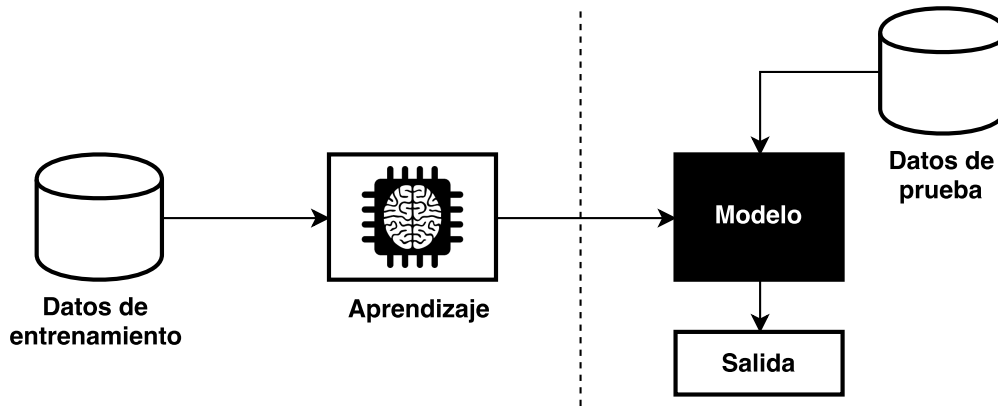 Datos de
entrenamiento
Aprendizaje
Modelo
Salida
Datos de
prueba